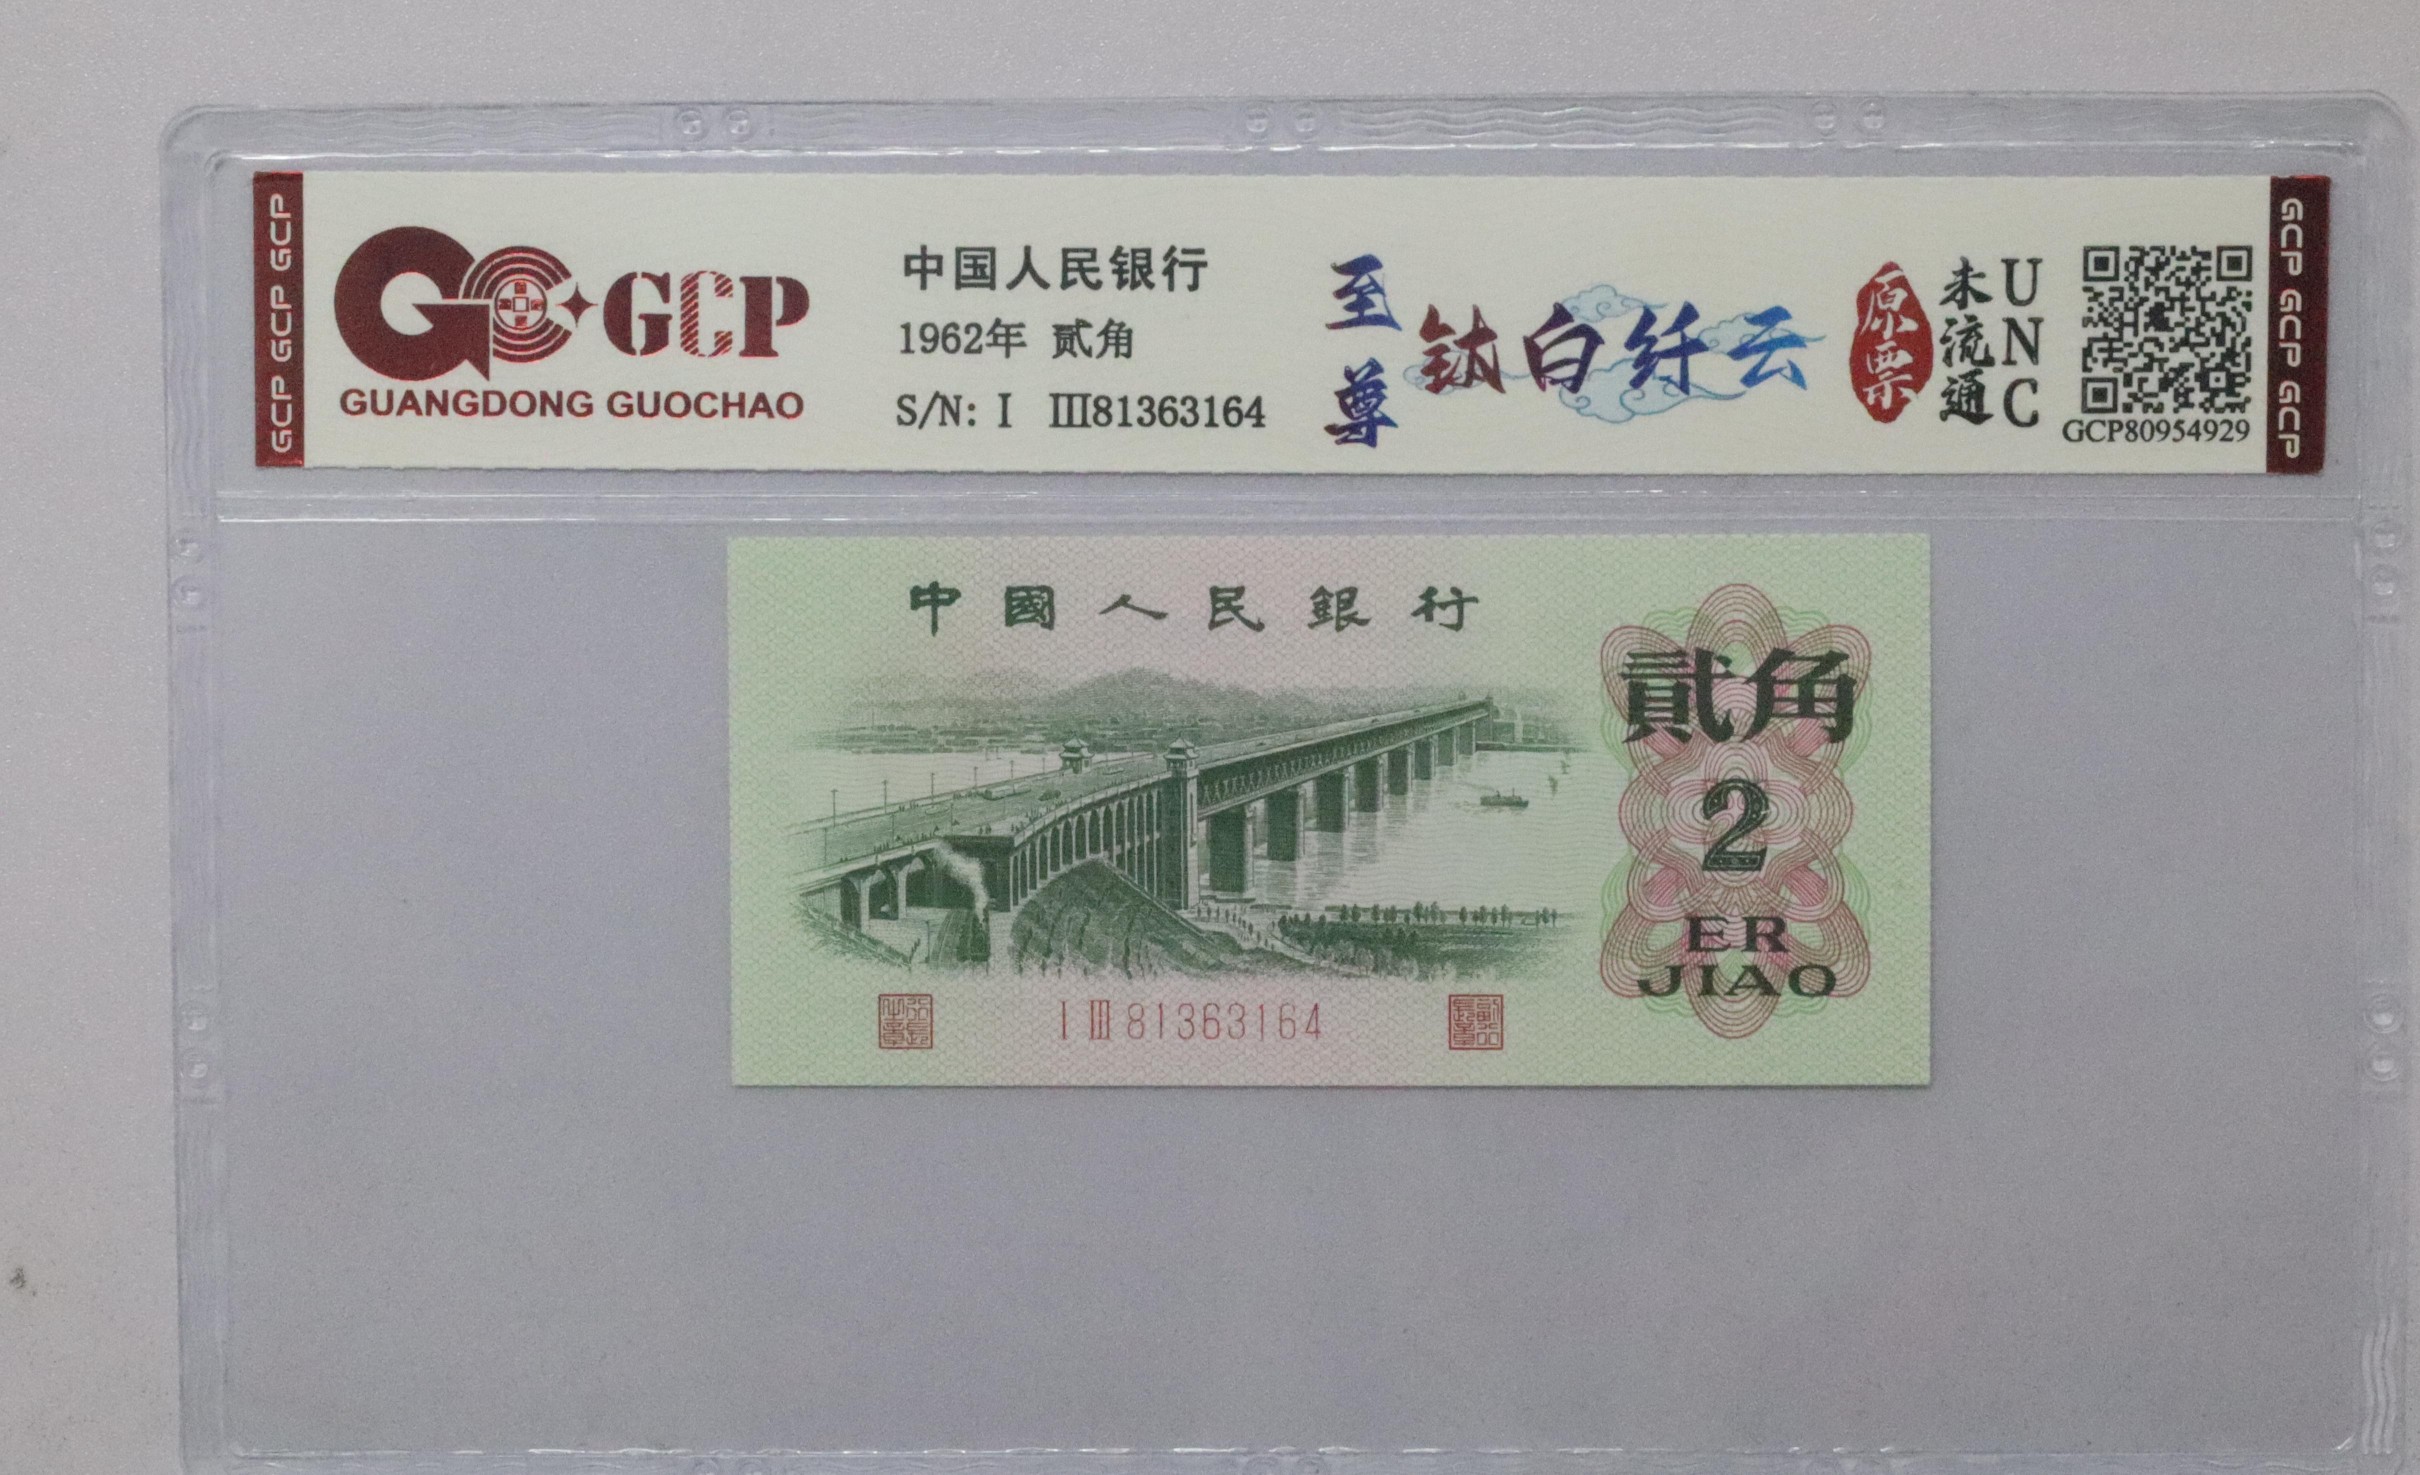 GCP GCP GCP
GCP
GUANGDONG GUOCHAO
中国人民银行
1962年 贰角
S/N: I III81363164
至尊
钛白纤云
原票
未流通
UNC
GCP80954929
GCP GCP GCP
中國人民銀行
貳角
2
ER
JIAO
I III 81363164